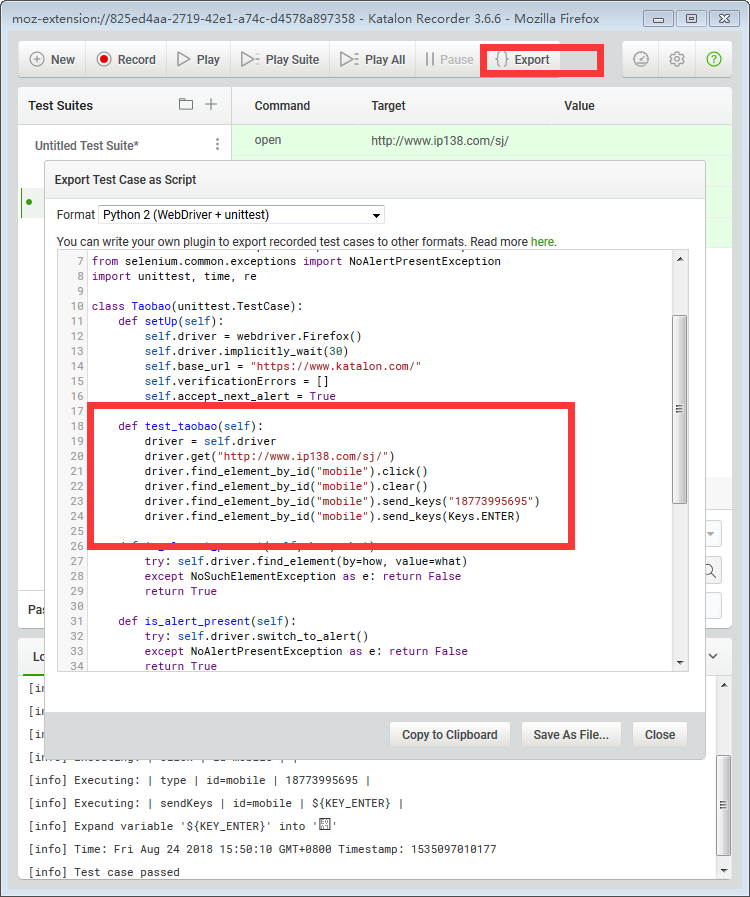 moz-extension://825ed4aa-2719-42e1-a74c-d4578a897358 - Katalon Recorder 3.6.6 - Mozilla Firefox
New Record Play Play Suite Play All Pause Export
Test Suites Command Target Value
Untitled Test Suite* open http://www.ip138.com/sj/
Export Test Case as Script
Format Python 2 (WebDriver + unittest)
You can write your own plugin to export recorded test cases to other formats. Read more here.
7 from selenium.common.exceptions import NoAlertPresentException
8 import unittest, time, re
9
10 class Taobao(unittest.TestCase):
11     def setUp(self):
12         self.driver = webdriver.Firefox()
13         self.driver.implicitly_wait(30)
14         self.base_url = "https://www.katalon.com/"
15         self.verificationErrors = []
16         self.accept_next_alert = True
17
18     def test_taobao(self):
19         driver = self.driver
20         driver.get("http://www.ip138.com/sj/")
21         driver.find_element_by_id("mobile").click()
22         driver.find_element_by_id("mobile").clear()
23         driver.find_element_by_id("mobile").send_keys("18773995695")
24         driver.find_element_by_id("mobile").send_keys(Keys.ENTER)
25
26
27         try: self.driver.find_element(by=how, value=what)
28         except NoSuchElementException as e: return False
29         return True
30
31     def is_alert_present(self):
32         try: self.driver.switch_to_alert()
33         except NoAlertPresentException as e: return False
34         return True
Copy to Clipboard Save As File... Close
[info] Executing: | type | id=mobile | 18773995695 |
[info] Executing: | sendKeys | id=mobile | ${KEY_ENTER} |
[info] Expand variable '${KEY_ENTER}' into ' '
[info] Time: Fri Aug 24 2018 15:50:10 GMT+0800 Timestamp: 1535097010177
[info] Test case passed